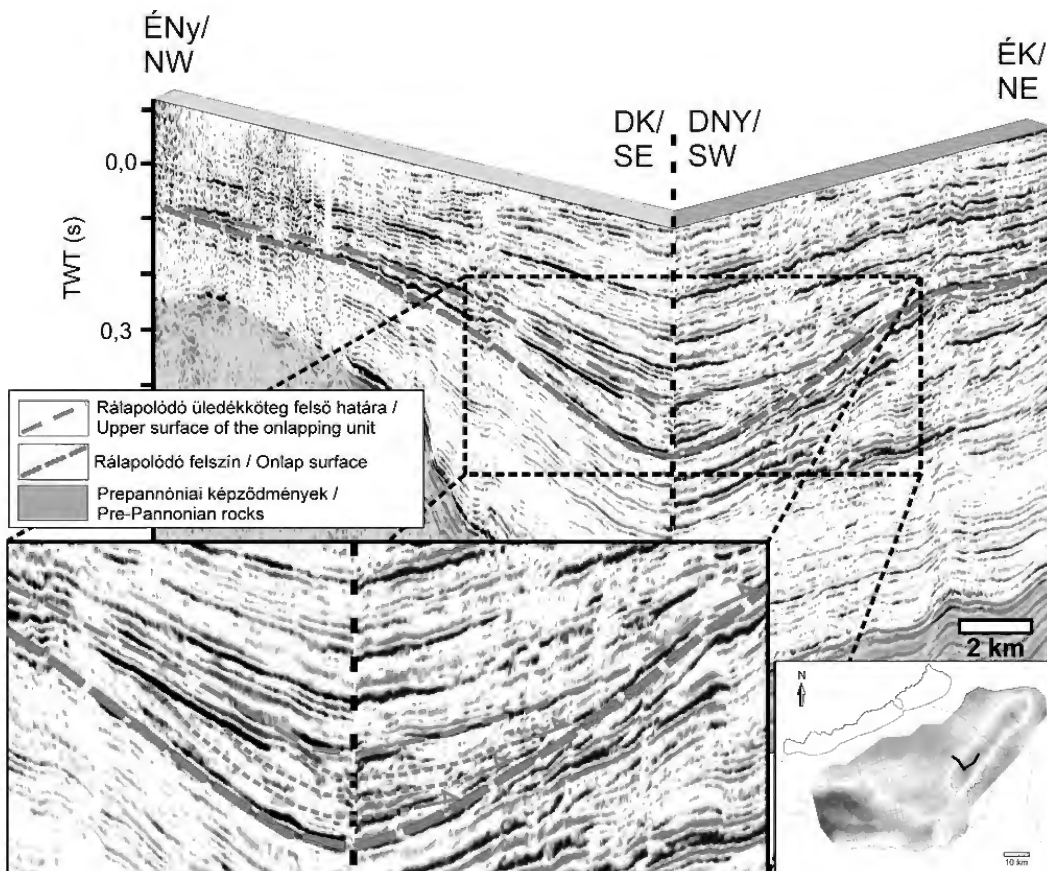 ÉNy/
NW
DK/
SE
DNY/
SW
ÉK/
NE
0,0
TWT (s)
0,3
Rálapolódó üledékköteg felső határa /
Upper surface of the onlapping unit
Rálapolódó felszín / Onlap surface
Prepannóniai képződmények /
Pre-Pannonian rocks
2 km
N
10 km